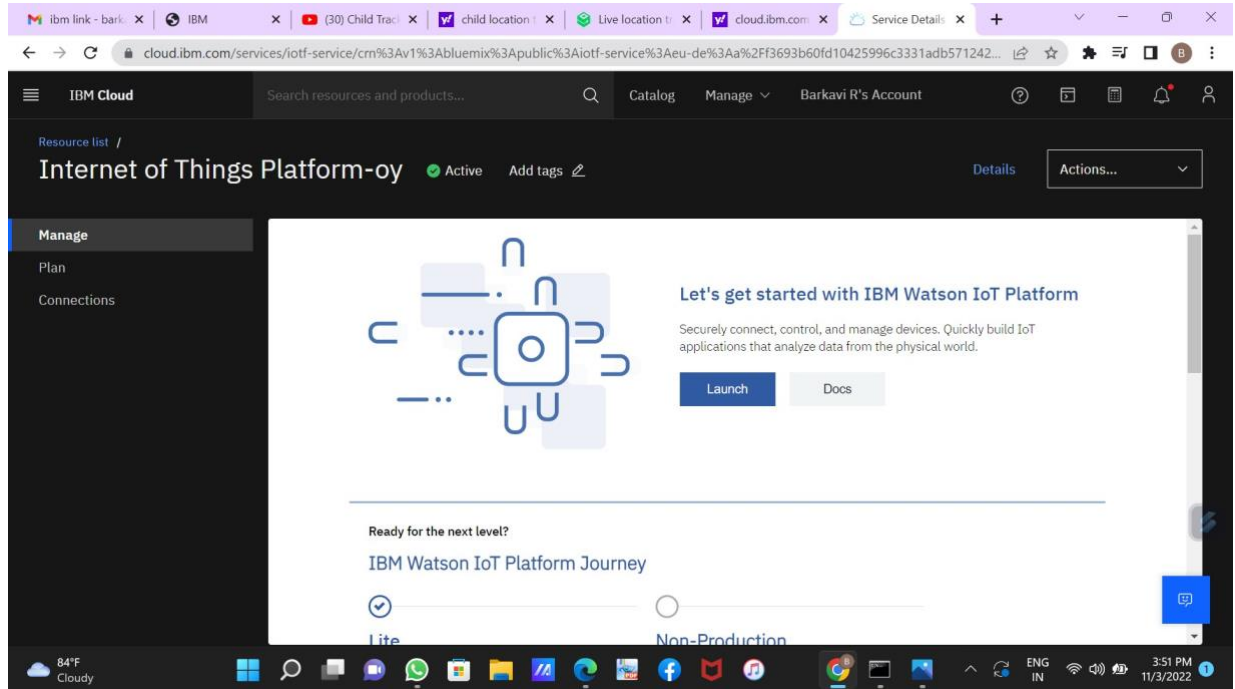 ibm link - bark
IBM
(30) Child Trac
child location t
Live location t
cloud.ibm.com
Service Details
cloud.ibm.com/services/iotf-service/crn%3Av1%3Abluemix%3Apublic%3Aiotf-service%3Aeu-de%3Aa%2Ff3693b60fd10425996c3331adb571242...
B
IBM Cloud
Search resources and products...
Catalog
Manage
Barkavi R's Account
Resource list /
Internet of Things Platform-oy
Active
Add tags
Details
Actions...
Manage
Plan
Connections
Let's get started with IBM Watson IoT Platform
Securely connect, control, and manage devices. Quickly build IoT
applications that analyze data from the physical world.
Launch
Docs
Ready for the next level?
IBM Watson IoT Platform Journey
Lite
Non-Production
84°F
Cloudy
ENG
IN
3:51 PM
11/3/2022
1